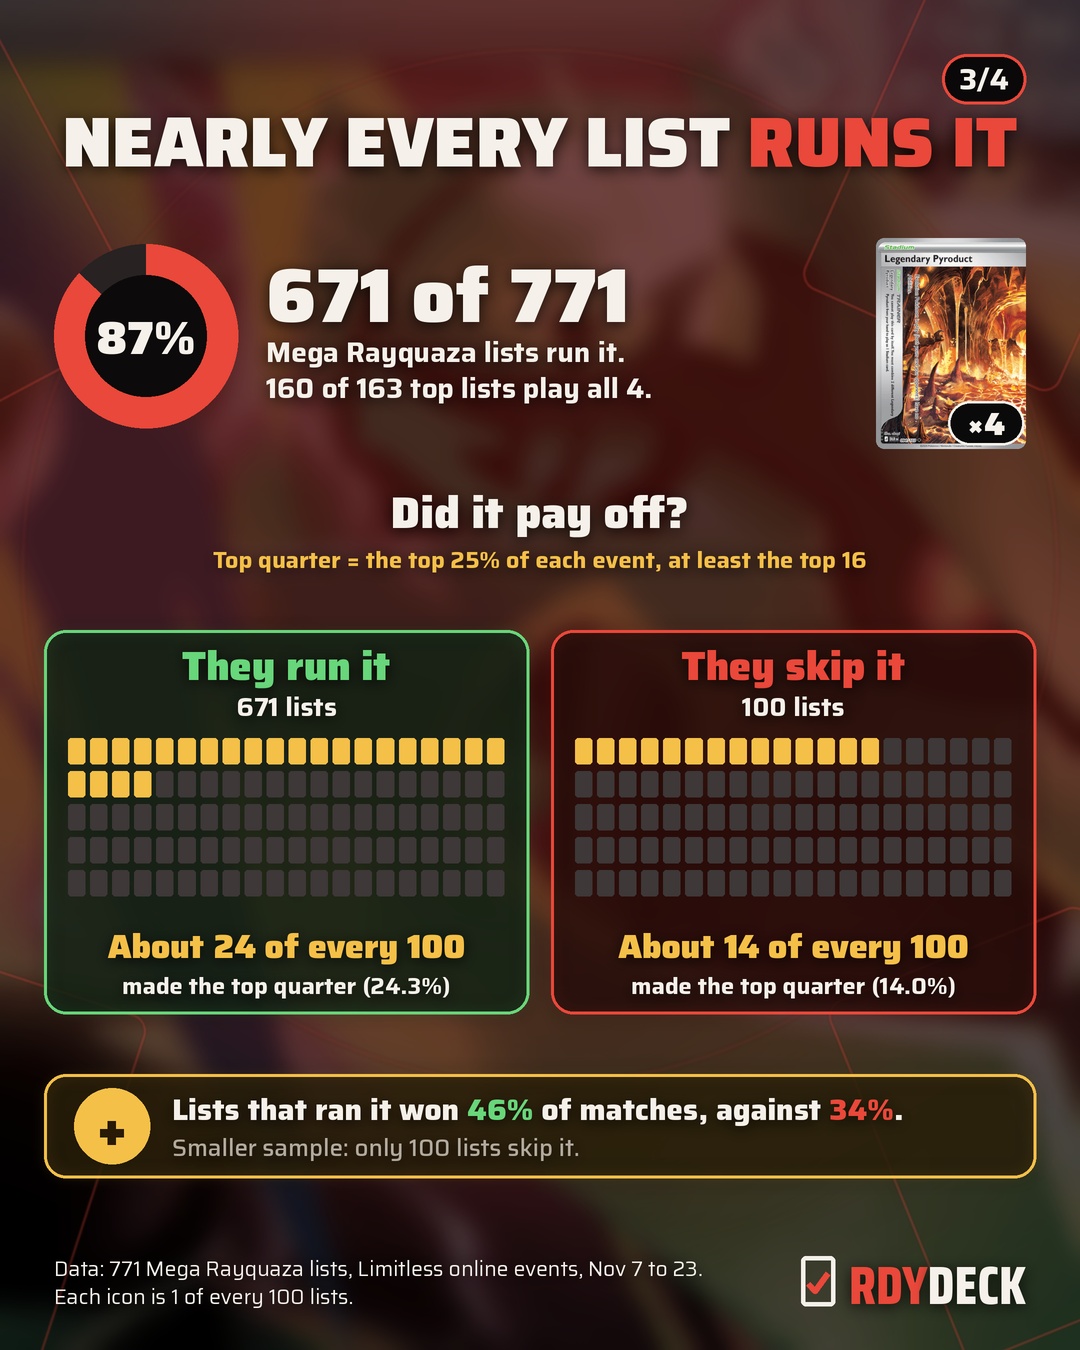 3/4
NEARLY EVERY LIST RUNS IT
87%
671 of 771
Mega Rayquaza lists run it.
160 of 163 top lists play all 4.
Stadium
Legendary Pyroduct
×4
Did it pay off?
Top quarter = the top 25% of each event, at least the top 16
They run it
671 lists
About 24 of every 100
made the top quarter (24.3%)
They skip it
100 lists
About 14 of every 100
made the top quarter (14.0%)
+
Lists that ran it won 46% of matches, against 34%.
Smaller sample: only 100 lists skip it.
Data: 771 Mega Rayquaza lists, Limitless online events, Nov 7 to 23.
Each icon is 1 of every 100 lists.
RDYDECK